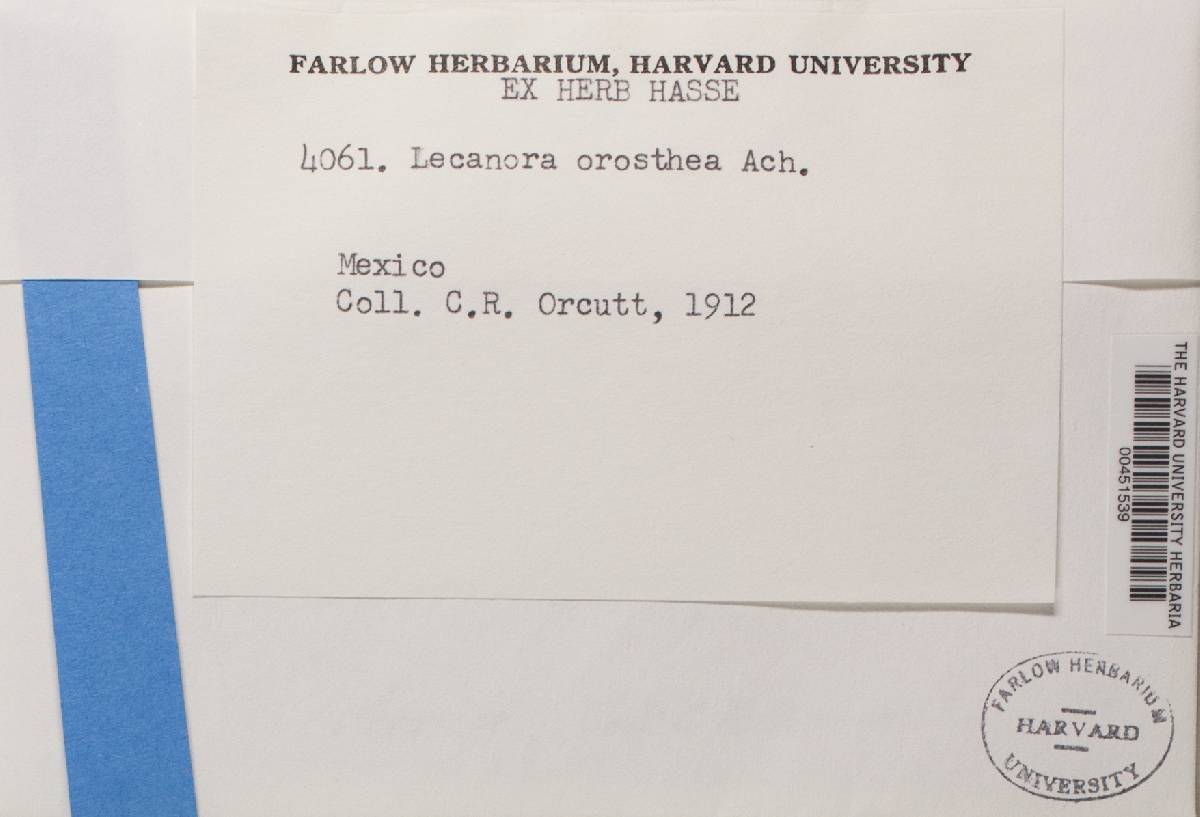 FARLOW HERBARIUM, HARVARD UNIVERSITY
EX HERB HASSE
4061. Lecanora orosthea Ach.
Mexico
Coll. C.R. Orcutt, 1912
THE HARVARD UNIVERSITY HERBARIA
00451539
FARLOW HERBARIUM
HARVARD
UNIVERSITY